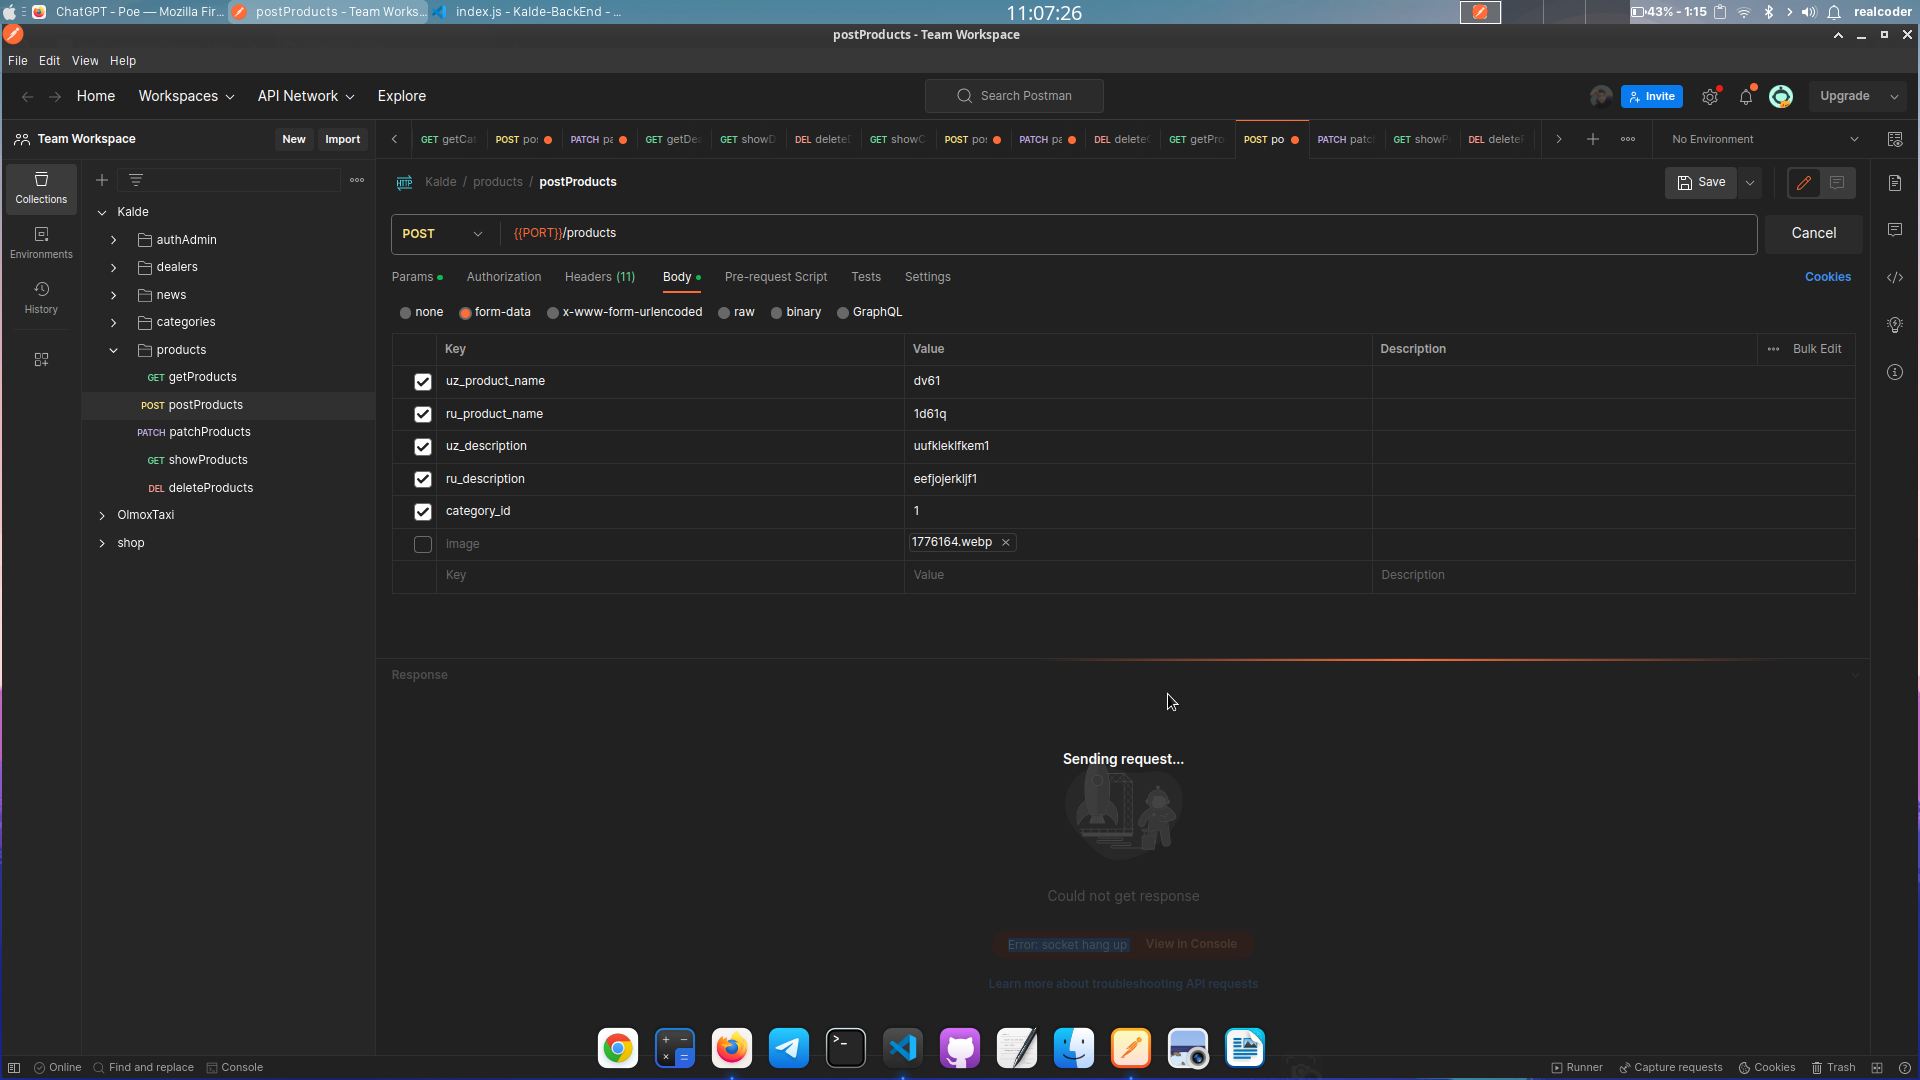 ChatGPT - Poe — Mozilla Fir...
postProducts - Team Works...
index.js - Kalde-BackEnd - ...
11:07:26
43% - 1:15
realcoder
postProducts - Team Workspace
File Edit View Help
Home Workspaces API Network Explore
Search Postman
Invite
Upgrade
Team Workspace
New Import
GET getCat
POST po
PATCH pa
GET getDe
GET showD
DEL delete
GET showC
POST po
PATCH pa
DEL delete
GET getPro
POST po
PATCH patc
GET showP
DEL delete
No Environment
Collections
Environments
History
Kalde
authAdmin
dealers
news
categories
products
GET getProducts
POST postProducts
PATCH patchProducts
GET showProducts
DEL deleteProducts
OlmoxTaxi
shop
HTTP Kalde / products / postProducts
Save
POST {{PORT}}/products
Cancel
Params Authorization Headers (11) Body Pre-request Script Tests Settings
Cookies
none form-data x-www-form-urlencoded raw binary GraphQL
Key Value Description Bulk Edit
uz_product_name dv61
ru_product_name 1d61q
uz_description uufkleklfkem1
ru_description eefjojerkljf1
category_id 1
image 1776164.webp
Key Value Description
Response
Sending request...
Could not get response
Error: socket hang up View in Console
Learn more about troubleshooting API requests
Online Find and replace Console
Runner Capture requests Cookies Trash